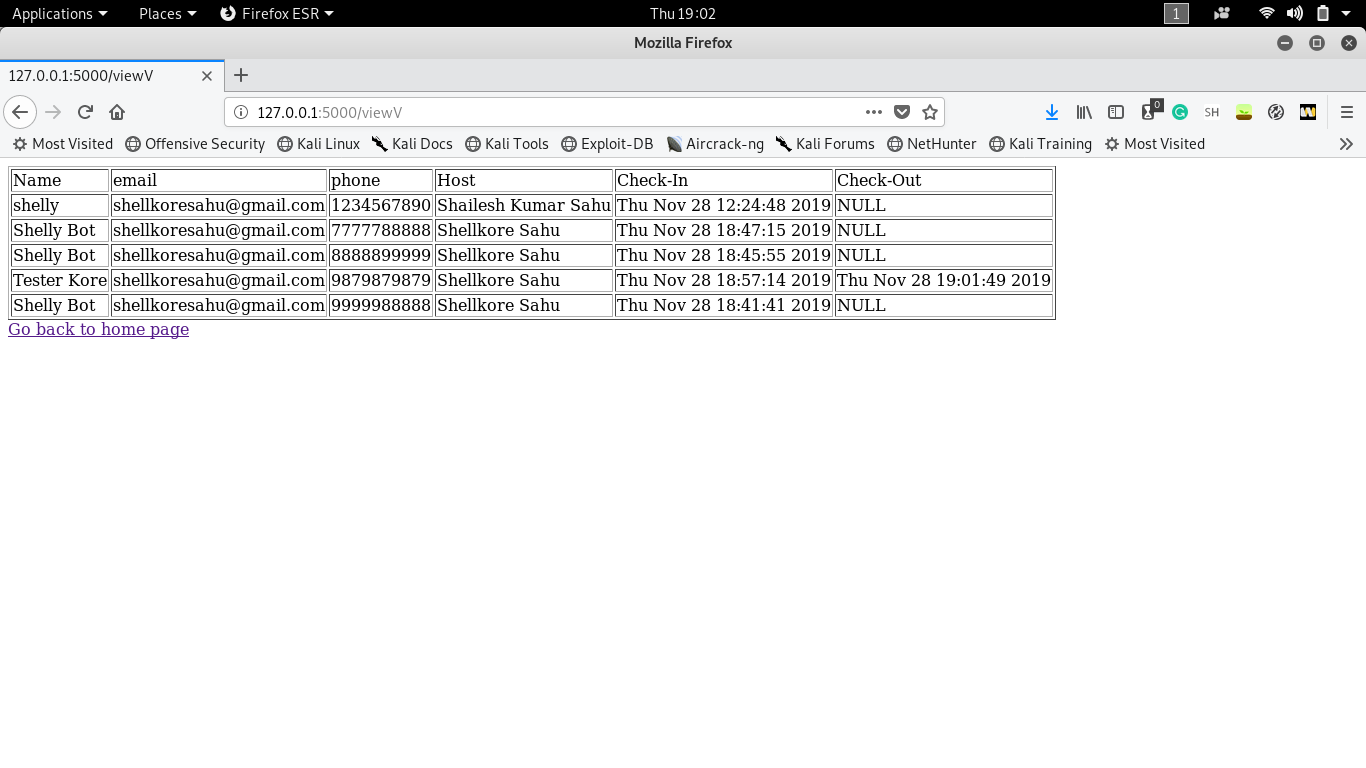 Applications Places Firefox ESR Thu 19:02 1
Mozilla Firefox
127.0.0.1:5000/viewV
127.0.0.1:5000/viewV 0 SH
Most Visited Offensive Security Kali Linux Kali Docs Kali Tools Exploit-DB Aircrack-ng Kali Forums NetHunter Kali Training Most Visited
Name email phone Host Check-In Check-Out
shelly shellkoresahu@gmail.com 1234567890 Shailesh Kumar Sahu Thu Nov 28 12:24:48 2019 NULL
Shelly Bot shellkoresahu@gmail.com 7777788888 Shellkore Sahu Thu Nov 28 18:47:15 2019 NULL
Shelly Bot shellkoresahu@gmail.com 8888899999 Shellkore Sahu Thu Nov 28 18:45:55 2019 NULL
Tester Kore shellkoresahu@gmail.com 9879879879 Shellkore Sahu Thu Nov 28 18:57:14 2019 Thu Nov 28 19:01:49 2019
Shelly Bot shellkoresahu@gmail.com 9999988888 Shellkore Sahu Thu Nov 28 18:41:41 2019 NULL
Go back to home page